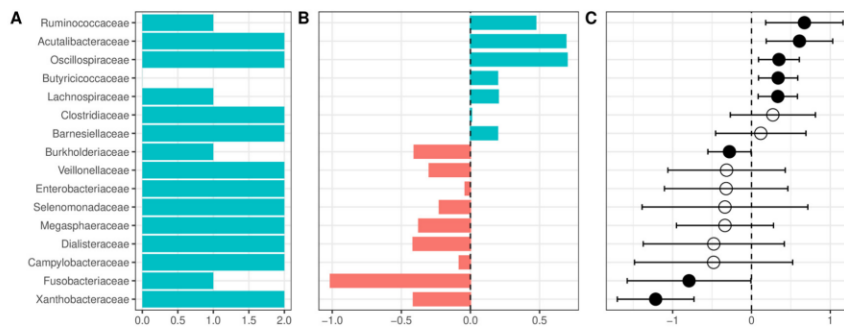 A
B
C
Ruminococcaceae
Acutalibacteraceae
Oscillospiraceae
Butyricicoccaceae
Lachnospiraceae
Clostridiaceae
Barnesiellaceae
Burkholderiaceae
Veillonellaceae
Enterobacteriaceae
Selenomonadaceae
Megasphaeraceae
Dialisteraceae
Campylobacteraceae
Fusobacteriaceae
Xanthobacteraceae
0.0 0.5 1.0 1.5 2.0
−1.0 −0.5 0.0 0.5
−1 0 1